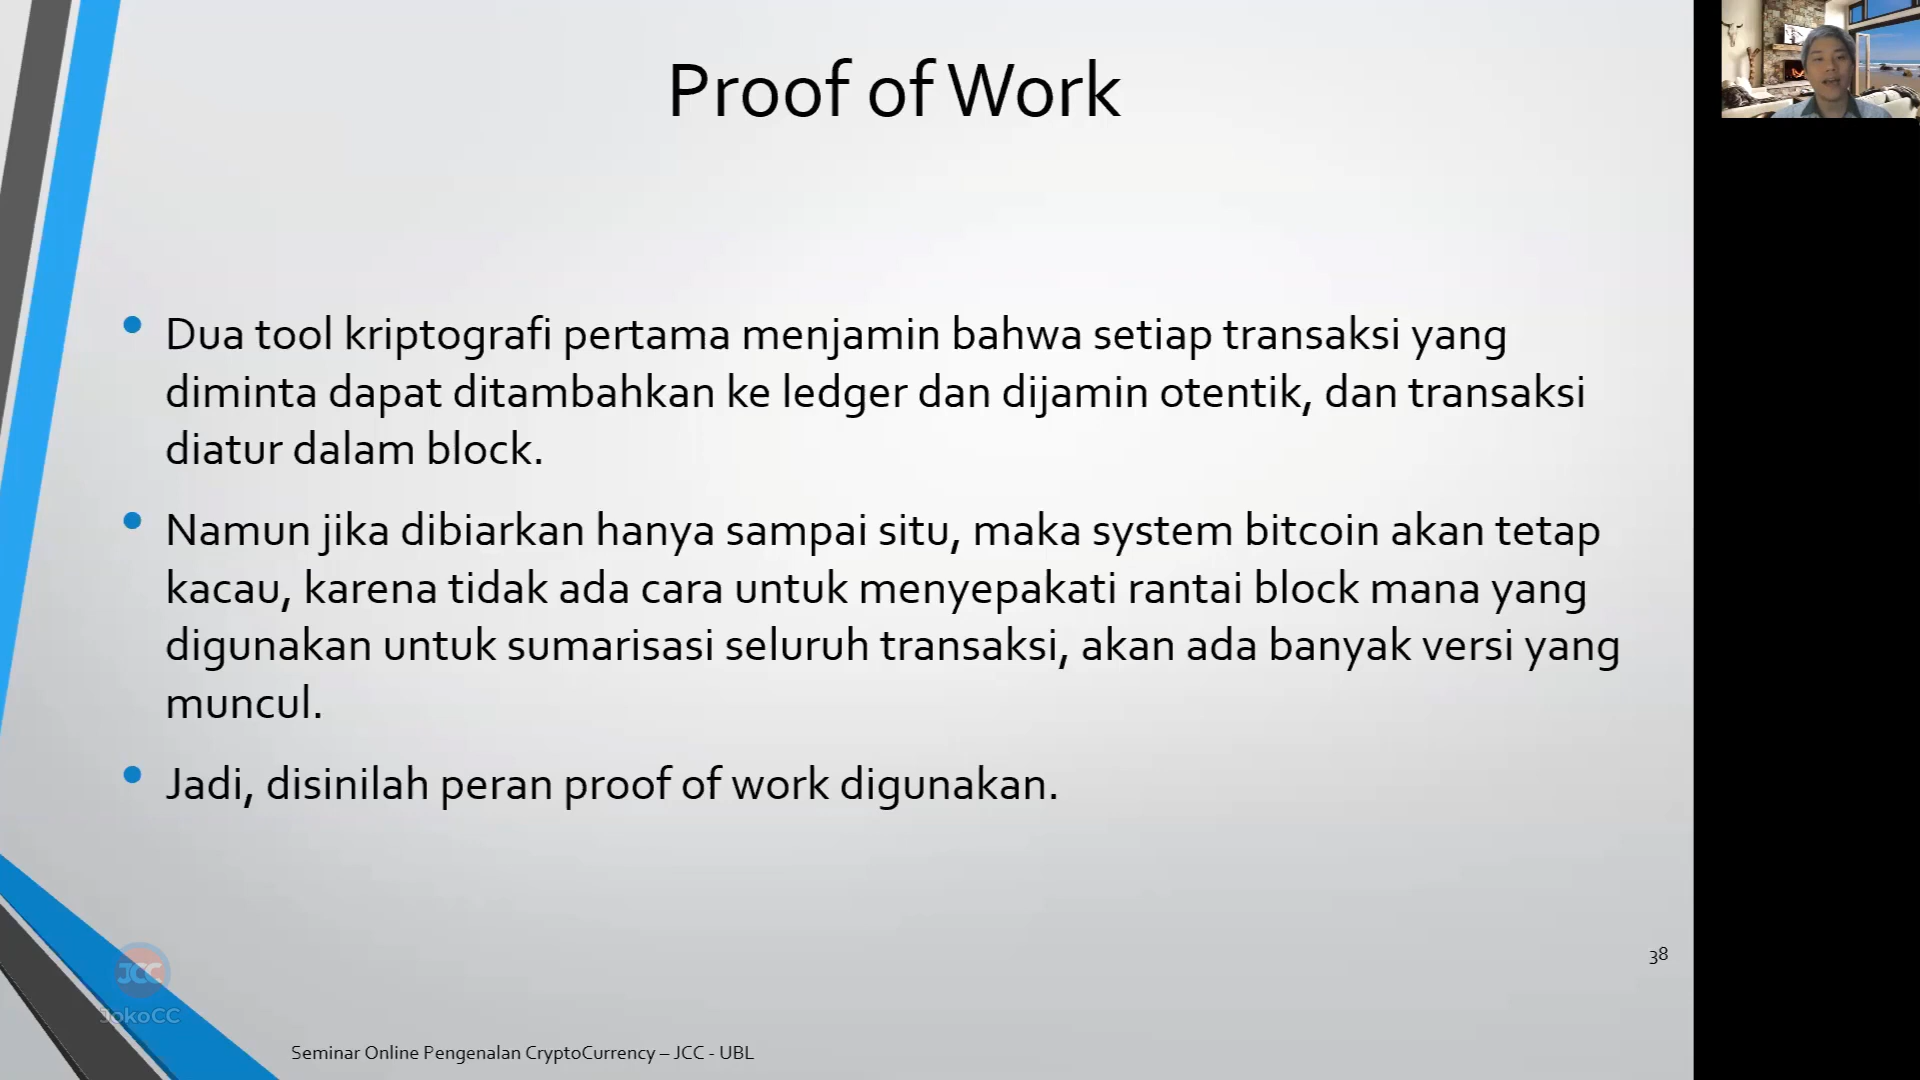 Proof of Work
Dua tool kriptografi pertama menjamin bahwa setiap transaksi yang
diminta dapat ditambahkan ke ledger dan dijamin otentik, dan transaksi
diatur dalam block.
Namun jika dibiarkan hanya sampai situ, maka system bitcoin akan tetap
kacau, karena tidak ada cara untuk menyepakati rantai block mana yang
digunakan untuk sumarisasi seluruh transaksi, akan ada banyak versi yang
muncul.
Jadi, disinilah peran proof of work digunakan.
38
JCC
JokoCC
Seminar Online Pengenalan CryptoCurrency – JCC - UBL